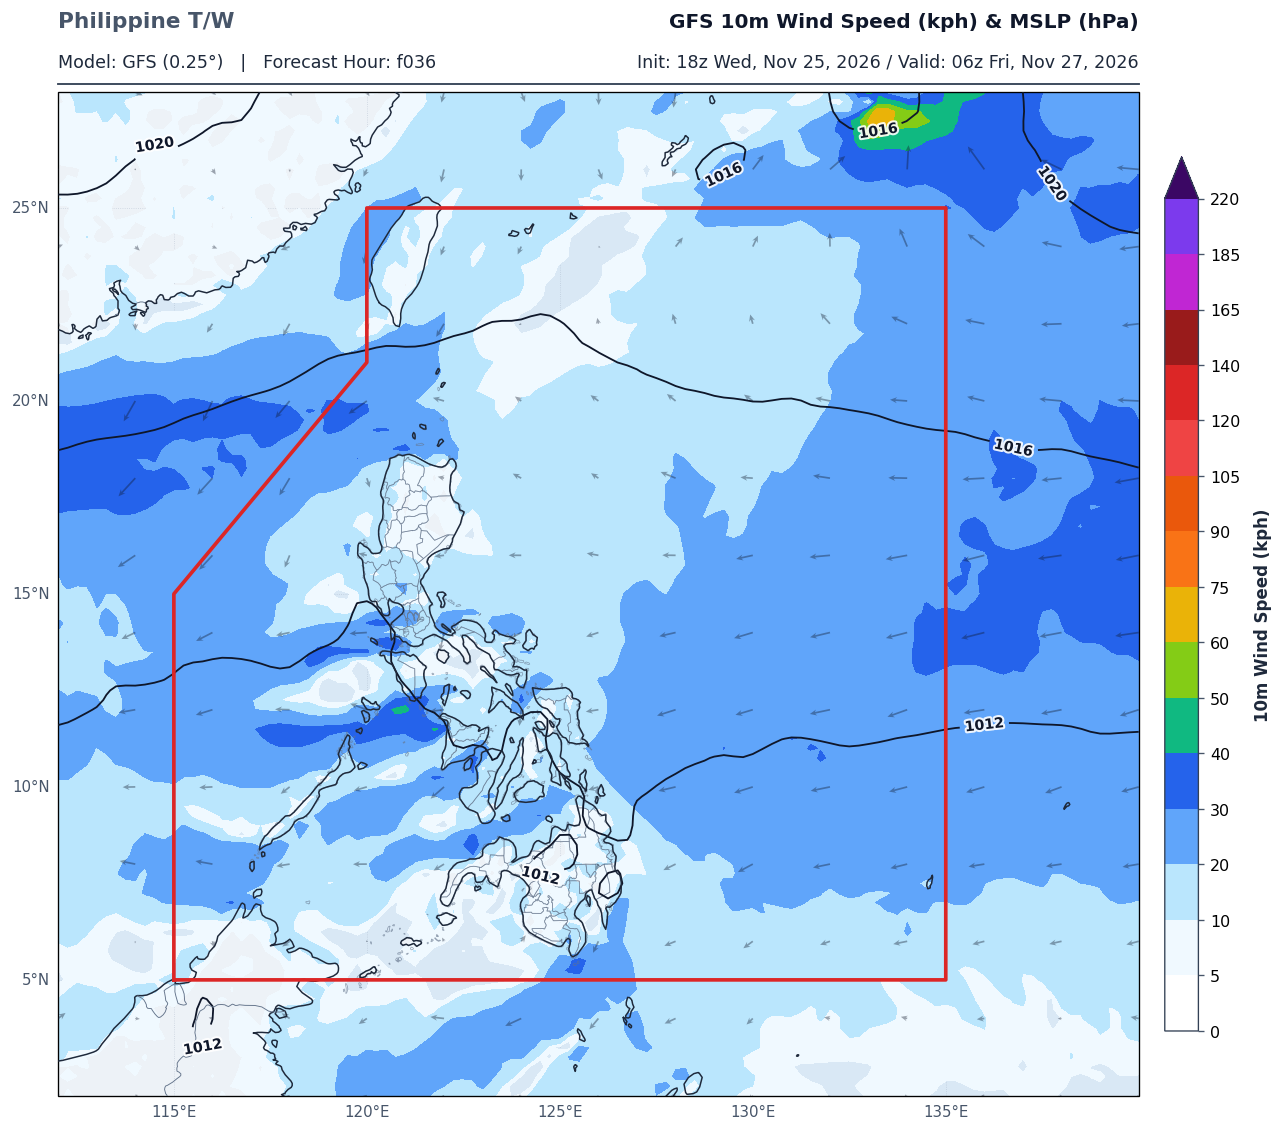 Philippine T/W
GFS 10m Wind Speed (kph) & MSLP (hPa)
Model: GFS (0.25°) | Forecast Hour: f036
Init: 18z Wed, Nov 25, 2026 / Valid: 06z Fri, Nov 27, 2026
1020
1016
1016
1020
1016
1012
1012
1012
25°N
20°N
15°N
10°N
5°N
115°E
120°E
125°E
130°E
135°E
220
185
165
140
120
105
90
75
60
50
40
30
20
10
5
0
10m Wind Speed (kph)